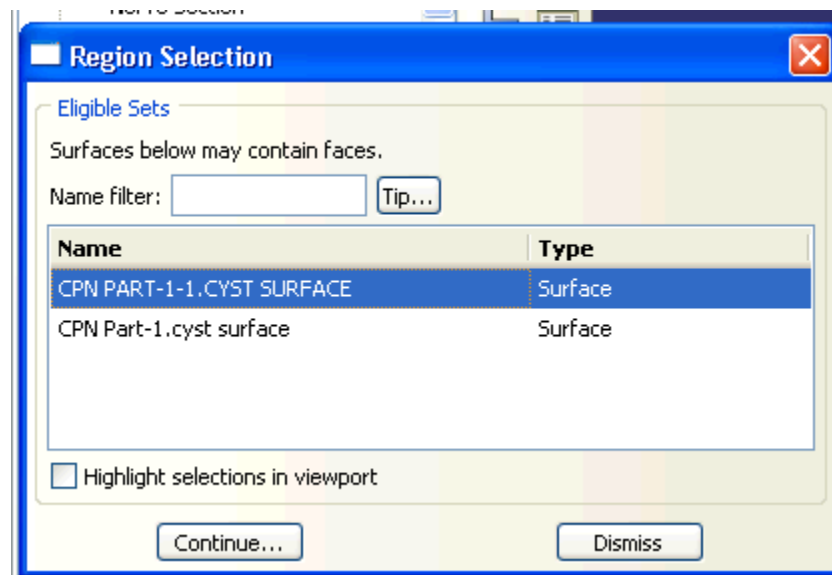 Region Selection
Eligible Sets
Surfaces below may contain faces.
Name filter: Tip...
Name Type
CPN PART-1-1.CYST SURFACE Surface
CPN Part-1.cyst surface Surface
Highlight selections in viewport
Continue... Dismiss